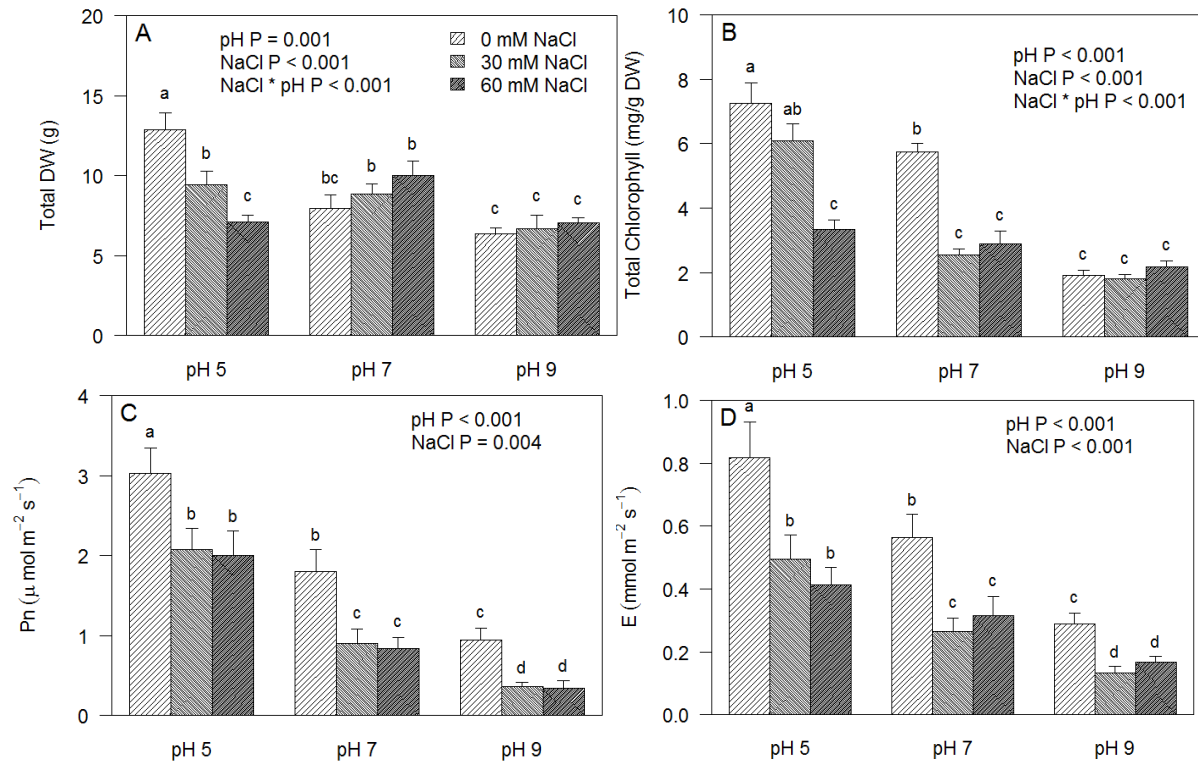 A
pH P = 0.001
NaCl P < 0.001
NaCl * pH P < 0.001
0 mM NaCl
30 mM NaCl
60 mM NaCl
Total DW (g)
20
15
10
5
0
a
b
c
bc
b
b
c
c
c
pH 5
pH 7
pH 9
B
pH P < 0.001
NaCl P < 0.001
NaCl * pH P < 0.001
Total Chlorophyll (mg/g DW)
8
6
4
2
0
a
ab
c
b
c
c
c
c
c
pH 5
pH 7
pH 9
C
pH P < 0.001
NaCl P = 0.004
Pn (μ mol m⁻² s⁻¹)
4
3
2
1
0
a
b
b
b
c
c
c
d
d
pH 5
pH 7
pH 9
D
pH P < 0.001
NaCl P < 0.001
E (mmol m⁻² s⁻¹)
1.0
0.8
0.6
0.4
0.2
0.0
a
b
b
b
c
c
c
d
d
pH 5
pH 7
pH 9